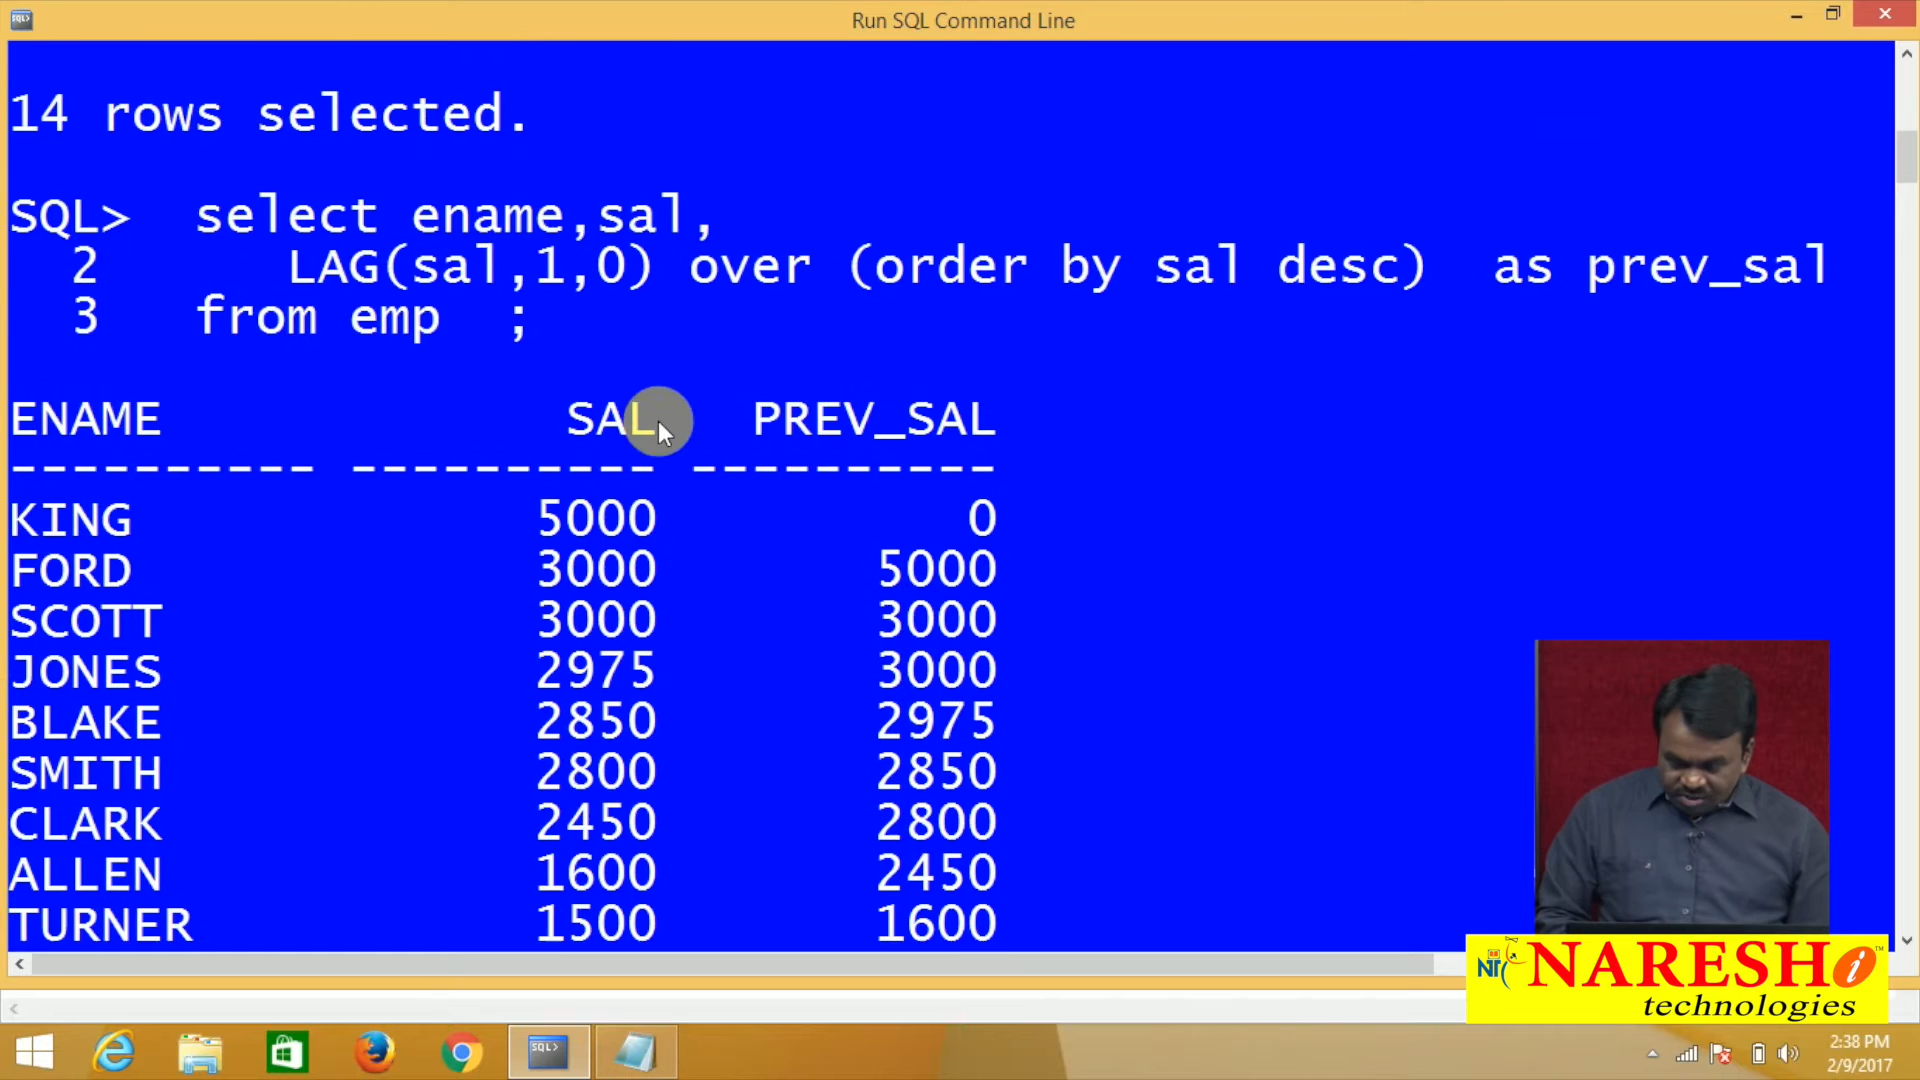 Run SQL Command Line
14 rows selected.
SQL>  select ename,sal,
2     LAG(sal,1,0) over (order by sal desc)  as prev_sal
3   from emp  ;
ENAME SAL PREV_SAL
---------- ---------- ----------
KING 5000 0
FORD 3000 5000
SCOTT 3000 3000
JONES 2975 3000
BLAKE 2850 2975
SMITH 2800 2850
CLARK 2450 2800
ALLEN 1600 2450
TURNER 1500 1600
NARESH i
technologies
2:38 PM
2/9/2017